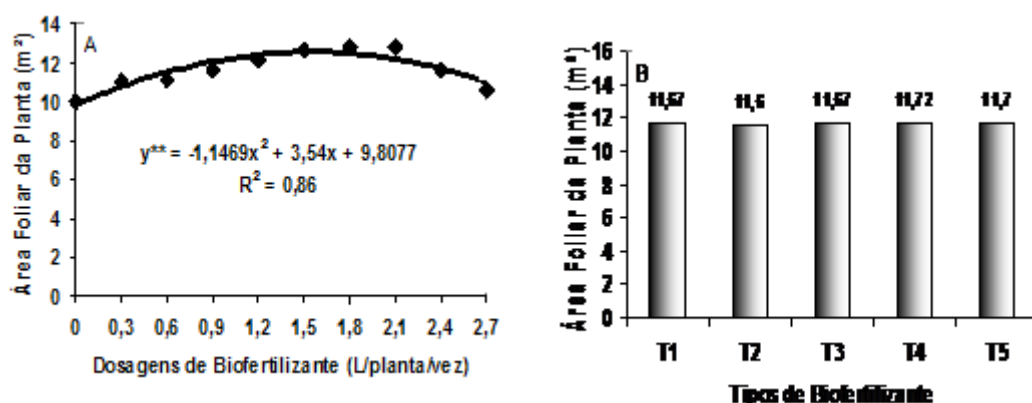 A
Área Foliar da Planta (m²)
14
12
10
8
6
4
2
0
y** = -1,1469x² + 3,54x + 9,8077
R² = 0,86
0 0,3 0,6 0,9 1,2 1,5 1,8 2,1 2,4 2,7
Dosagens de Biofertilizante (L/planta/vez)
B
Área Foliar da Planta (m²)
16
14
12
10
8
6
4
2
0
11,67 11,6 11,67 11,72 11,7
T1 T2 T3 T4 T5
Tipos de Biofertilizante